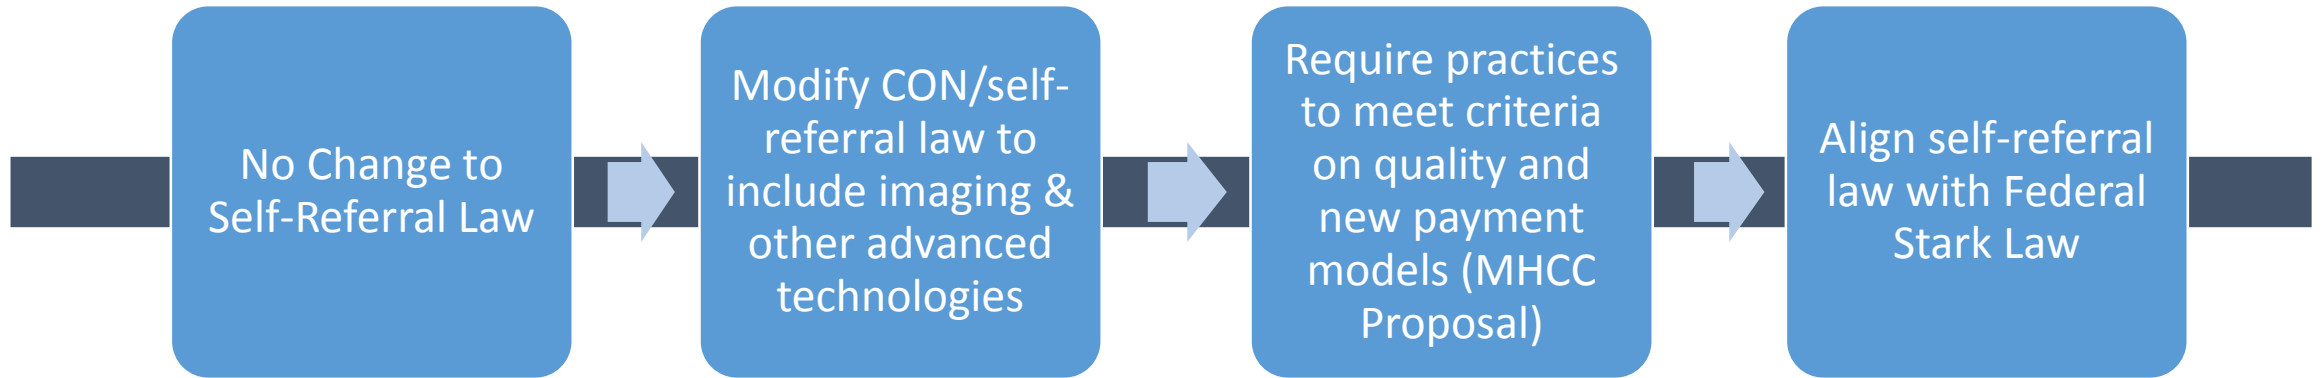 No Change to
Self-Referral Law
Modify CON/self-
referral law to
include imaging &
other advanced
technologies
Require practices
to meet criteria
on quality and
new payment
models (MHCC
Proposal)
Align self-referral
law with Federal
Stark Law